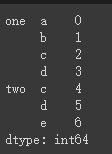 one  a    0
     b    1
     c    2
     d    3
two  c    4
     d    5
     e    6
dtype: int64